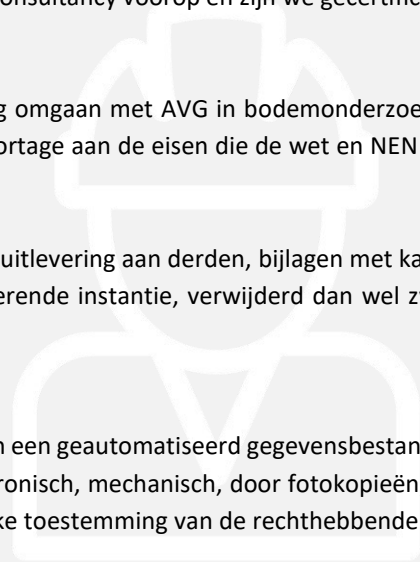 onsultancy voorop en zijn we
g omgaan met AVG in bodemonderzoe
ortage aan de eisen die de wet en NEN
uitlevering aan derden, bijlagen met ka
erende instantie, verwijderd dan wel z
n een geautomatiseerd gegevensbestan
ronisch, mechanisch, door fotokopieën
ke toestemming van de rechthebbende